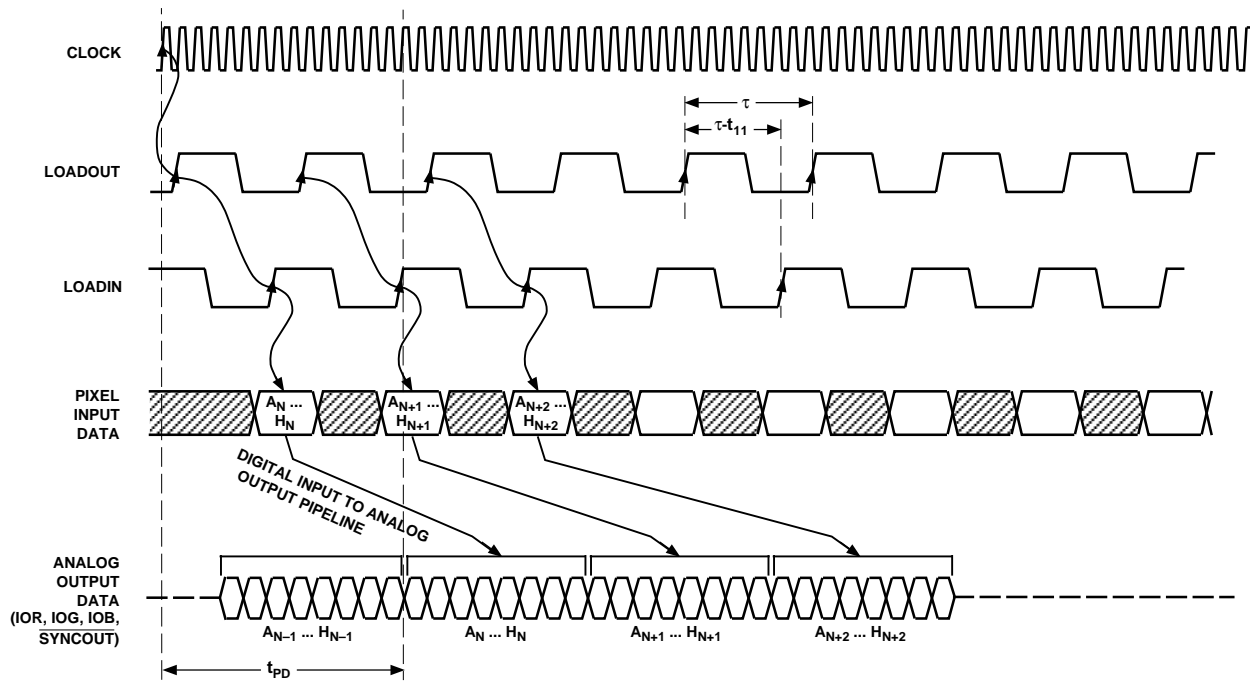 CLOCK
τ
τ-t11
LOADOUT
LOADIN
PIXEL
INPUT
DATA
AN ...
HN
AN+1 ...
HN+1
AN+2 ...
HN+2
DIGITAL INPUT TO ANALOG
OUTPUT PIPELINE
ANALOG
OUTPUT
DATA
(IOR, IOG, IOB,
SYNCOUT)
AN–1 ... HN–1
AN ... HN
AN+1 ... HN+1
AN+2 ... HN+2
tPD